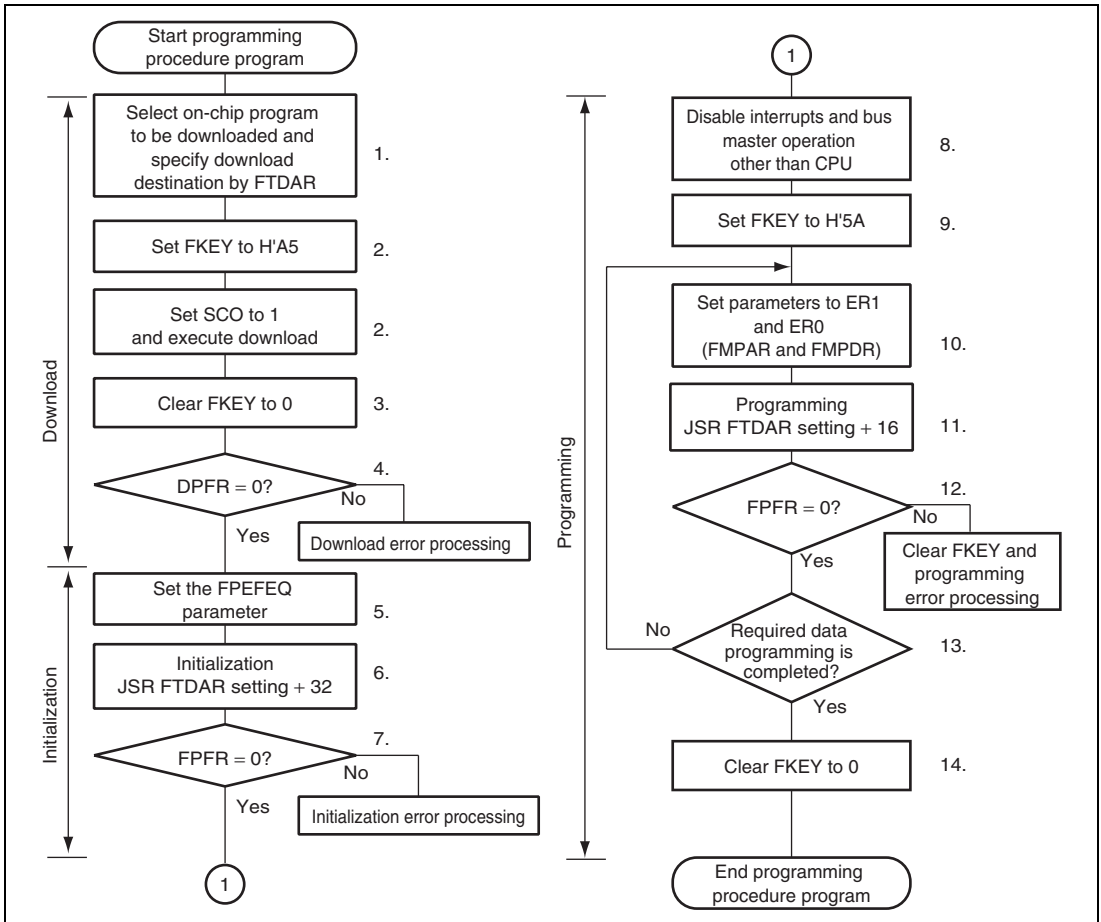 Start programming
procedure program
Select on-chip program
to be downloaded and
specify download
destination by FTDAR
1.
Set FKEY to H'A5
2.
Set SCO to 1
and execute download
2.
Clear FKEY to 0
3.
DPFR = 0?
4.
No
Yes
Download error processing
Download
Set the FPEFEQ
parameter
5.
Initialization
JSR FTDAR setting + 32
6.
FPFR = 0?
7.
No
Yes
Initialization error processing
Initialization
1
1
Disable interrupts and bus
master operation
other than CPU
8.
Set FKEY to H'5A
9.
Set parameters to ER1
and ER0
(FMPAR and FMPDR)
10.
Programming
JSR FTDAR setting + 16
11.
FPFR = 0?
12.
No
Yes
Clear FKEY and
programming
error processing
Required data
programming is
completed?
13.
No
Yes
Clear FKEY to 0
14.
Programming
End programming
procedure program